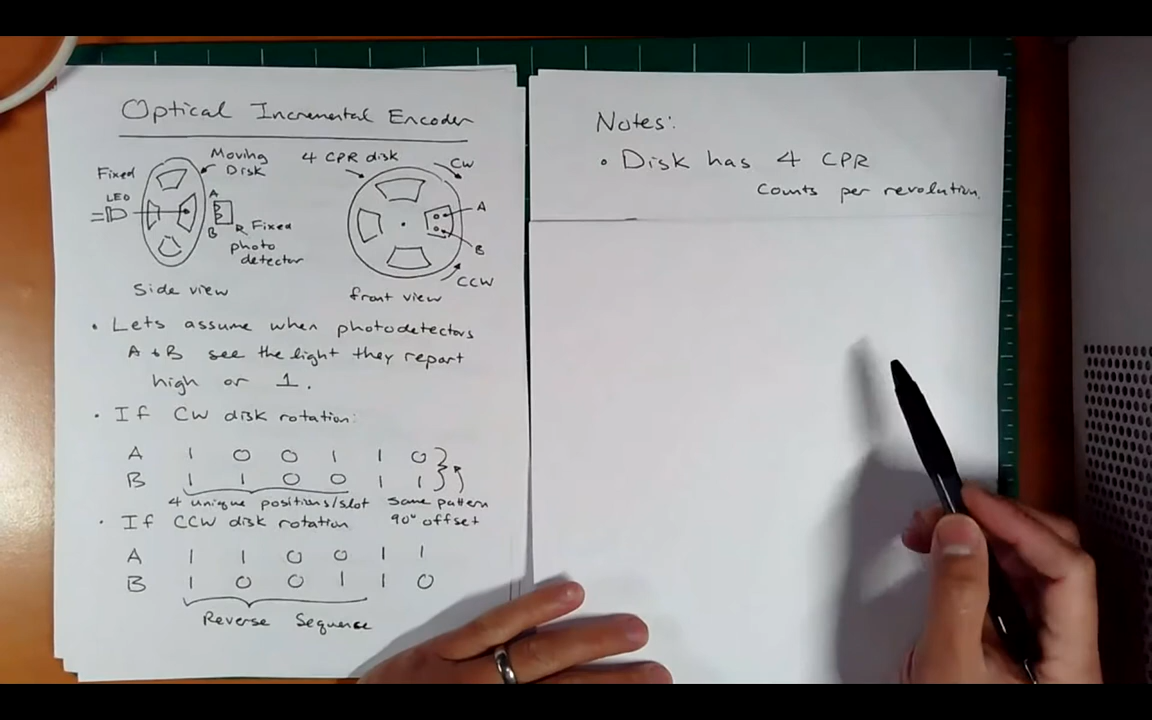 Optical Incremental Encoder
Fixed
LED
Moving
Disk
A
B
Fixed
photo
detector
Side view
4 CPR disk
CW
A
B
CCW
front view
• Lets assume when photodetectors
A & B see the light they report
high or 1.
• If CW disk rotation:
A 1 0 0 1 1 0
B 1 1 0 0 1 1
4 unique positions/slot
same pattern
90° offset
• If CCW disk rotation
A 1 1 0 0 1 1
B 1 0 0 1 1 0
Reverse Sequence
Notes:
• Disk has 4 CPR
Counts per revolution.